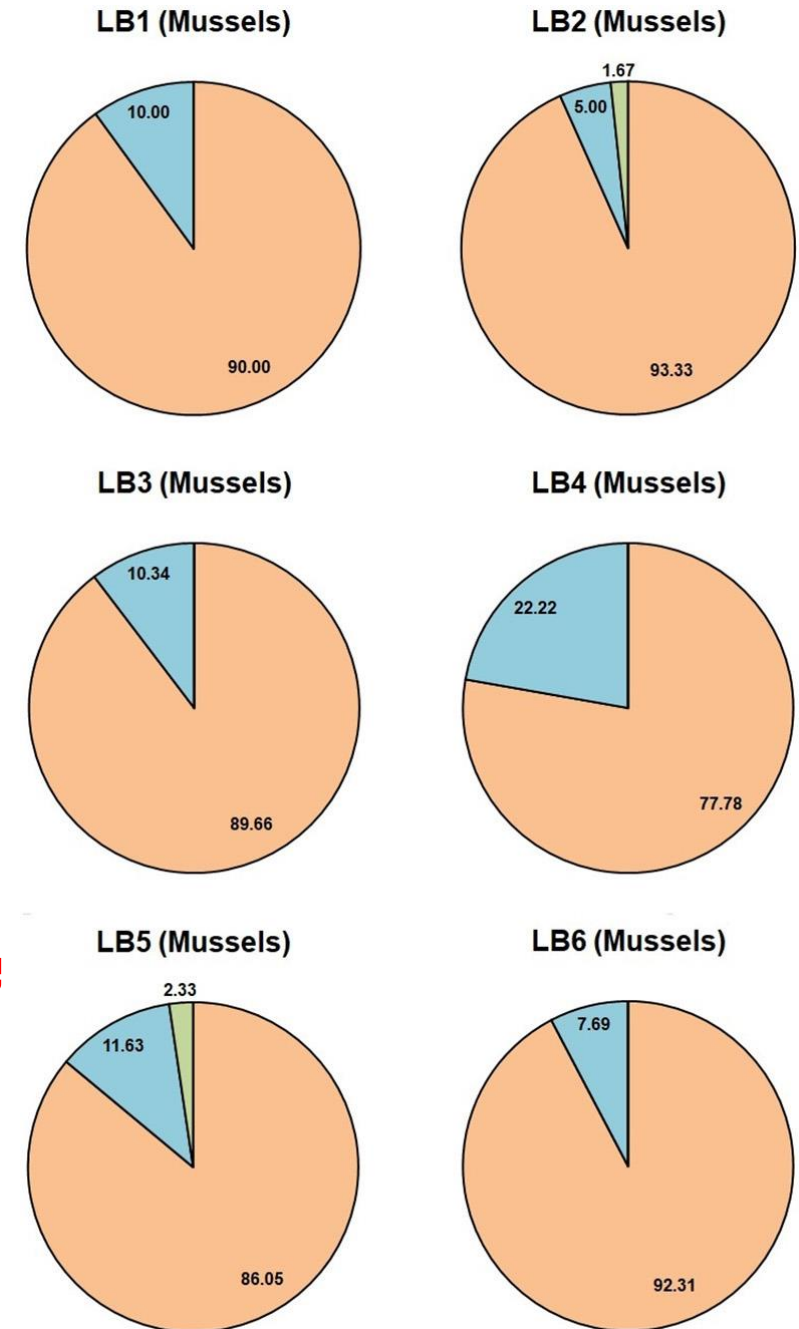 LB1 (Mussels)
10.00
90.00
LB2 (Mussels)
1.67
5.00
93.33
LB3 (Mussels)
10.34
89.66
LB4 (Mussels)
22.22
77.78
LB5 (Mussels)
2.33
11.63
86.05
LB6 (Mussels)
7.69
92.31